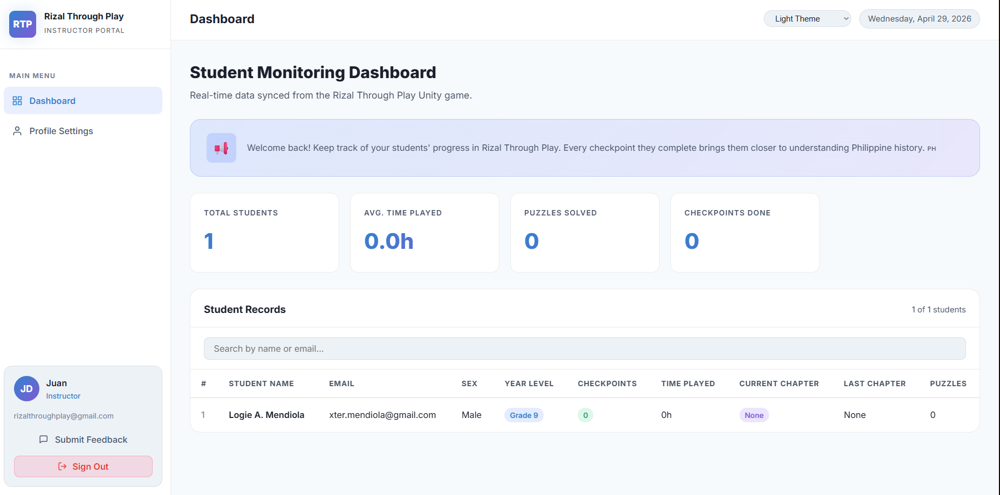 RTP
Rizal Through Play
INSTRUCTOR PORTAL
MAIN MENU
Dashboard
Profile Settings
JD
Juan
Instructor
rizalthroughplay@gmail.com
Submit Feedback
Sign Out
Dashboard
Light Theme
Wednesday, April 29, 2026
Student Monitoring Dashboard
Real-time data synced from the Rizal Through Play Unity game.
Welcome back! Keep track of your students' progress in Rizal Through Play. Every checkpoint they complete brings them closer to understanding Philippine history. PH
TOTAL STUDENTS
1
AVG. TIME PLAYED
0.0h
PUZZLES SOLVED
0
CHECKPOINTS DONE
0
Student Records
1 of 1 students
Search by name or email...
# STUDENT NAME EMAIL SEX YEAR LEVEL CHECKPOINTS TIME PLAYED CURRENT CHAPTER LAST CHAPTER PUZZLES
1 Logie A. Mendiola xter.mendiola@gmail.com Male Grade 9 0 0h None None 0